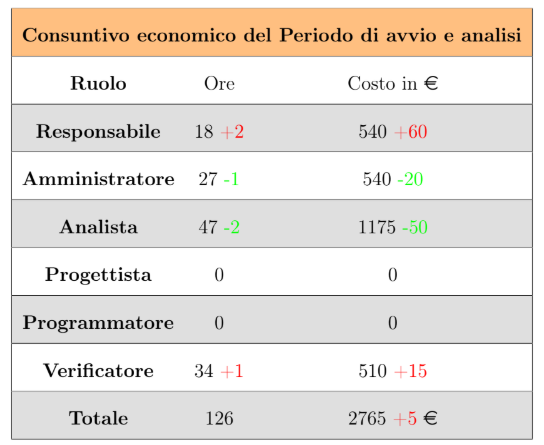 Consuntivo economico del Periodo di avvio e analisi
Ruolo Ore Costo in €
Responsabile 18 +2 540 +60
Amministratore 27 -1 540 -20
Analista 47 -2 1175 -50
Progettista 0 0
Programmatore 0 0
Verificatore 34 +1 510 +15
Totale 126 2765 +5 €